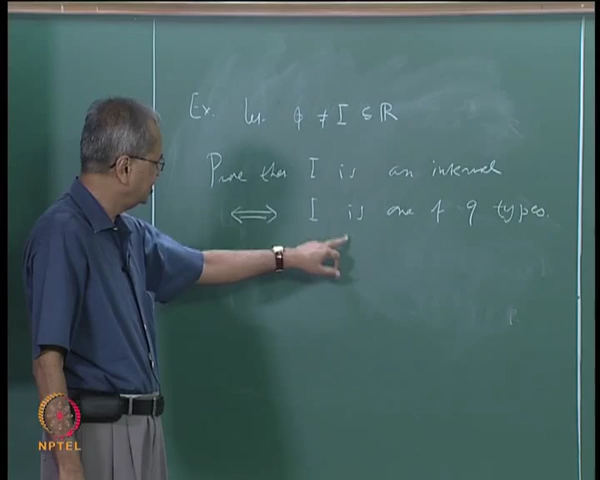 Ex. Let φ ≠ I ⊆ ℝ
Prove that I is an interval
⟺ I is one of 9 types.
NPTEL